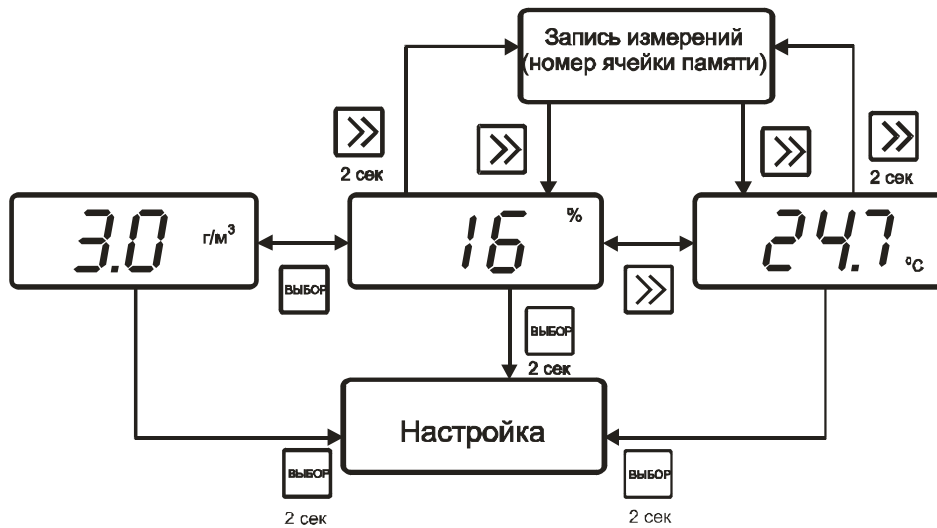 Запись измерений
(номер ячейки памяти)
2 сек
2 сек
3.0 г/м³
16 %
24.7 ºC
ВЫБОР
ВЫБОР
2 сек
Настройка
ВЫБОР
ВЫБОР
2 сек
2 сек